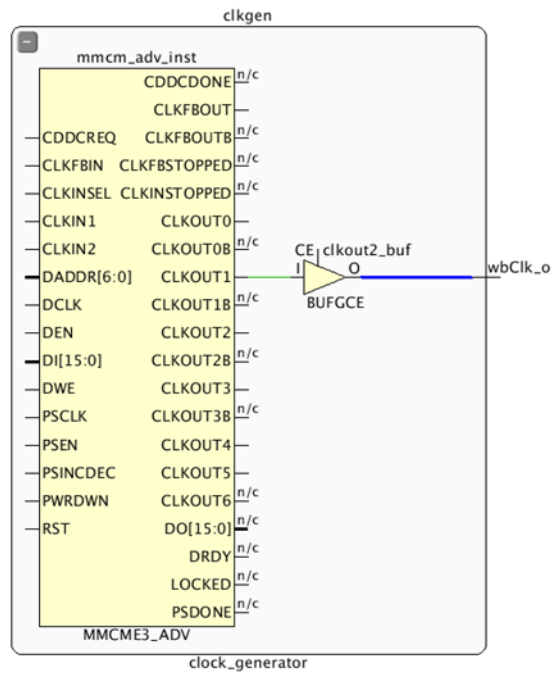 clkgen
mmcm_adv_inst
CDDCDONE n/c
CLKFBOUT
CDDCREQ CLKFBOUTB n/c
CLKFBIN CLKFBSTOPPED n/c
CLKINSEL CLKINSTOPPED n/c
CLKIN1 CLKOUT0
CLKIN2 CLKOUT0B n/c
CE clkout2_buf
DADDR[6:0] CLKOUT1 I O wbClk_o
DCLK CLKOUT1B n/c BUFGCE
DEN CLKOUT2
DI[15:0] CLKOUT2B n/c
DWE CLKOUT3
PSCLK CLKOUT3B n/c
PSEN CLKOUT4
PSINCDEC CLKOUT5
PWRDWN CLKOUT6 n/c
RST DO[15:0] n/c
DRDY n/c
LOCKED n/c
PSDONE n/c
MMCME3_ADV
clock_generator